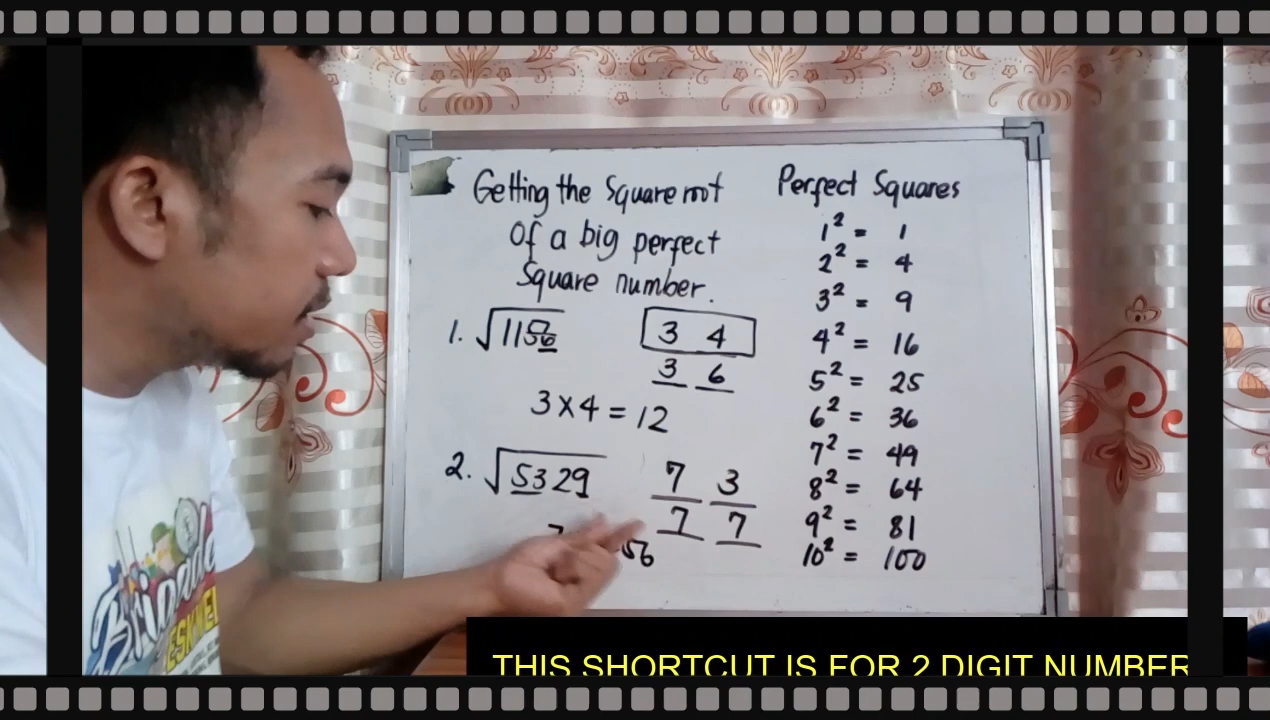 Getting the Square root
Of a big perfect
Square number.
1. √1156
3 4
3 6
3 x 4 = 12
2. √5329
7 3
7 7
56
Perfect Squares
1² = 1
2² = 4
3² = 9
4² = 16
5² = 25
6² = 36
7² = 49
8² = 64
9² = 81
10² = 100
THIS SHORTCUT IS FOR 2 DIGIT NUMBER